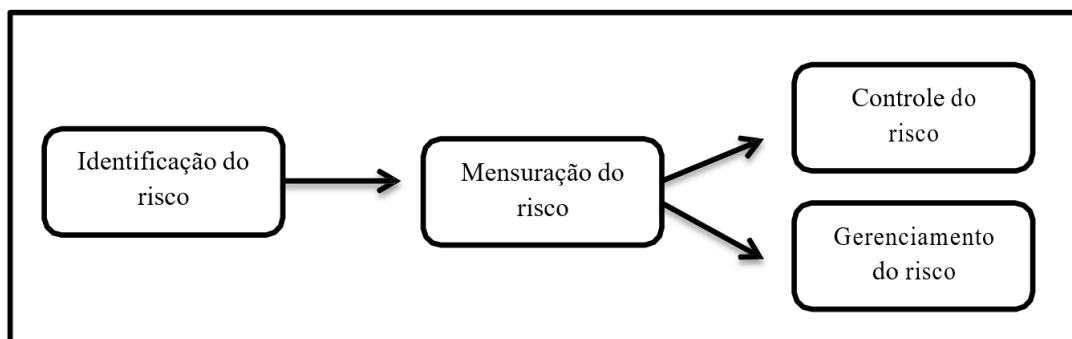 Identificação do
risco
Mensuração do
risco
Controle do
risco
Gerenciamento
do risco